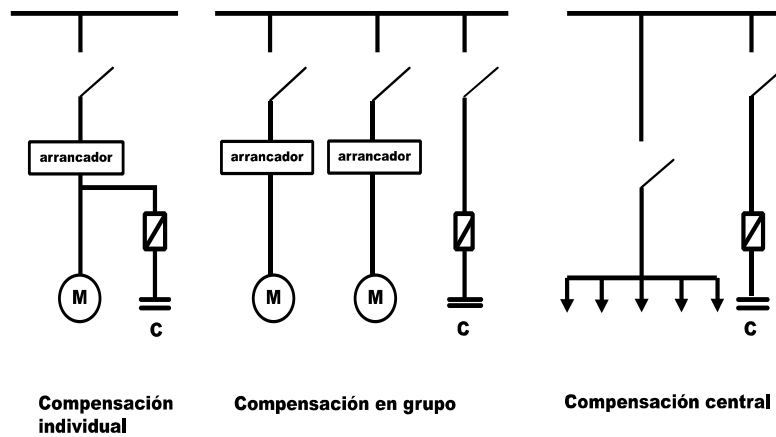 arrancador
arrancador
arrancador
M
M
M
C
C
C
Compensación
individual
Compensación en grupo
Compensación central